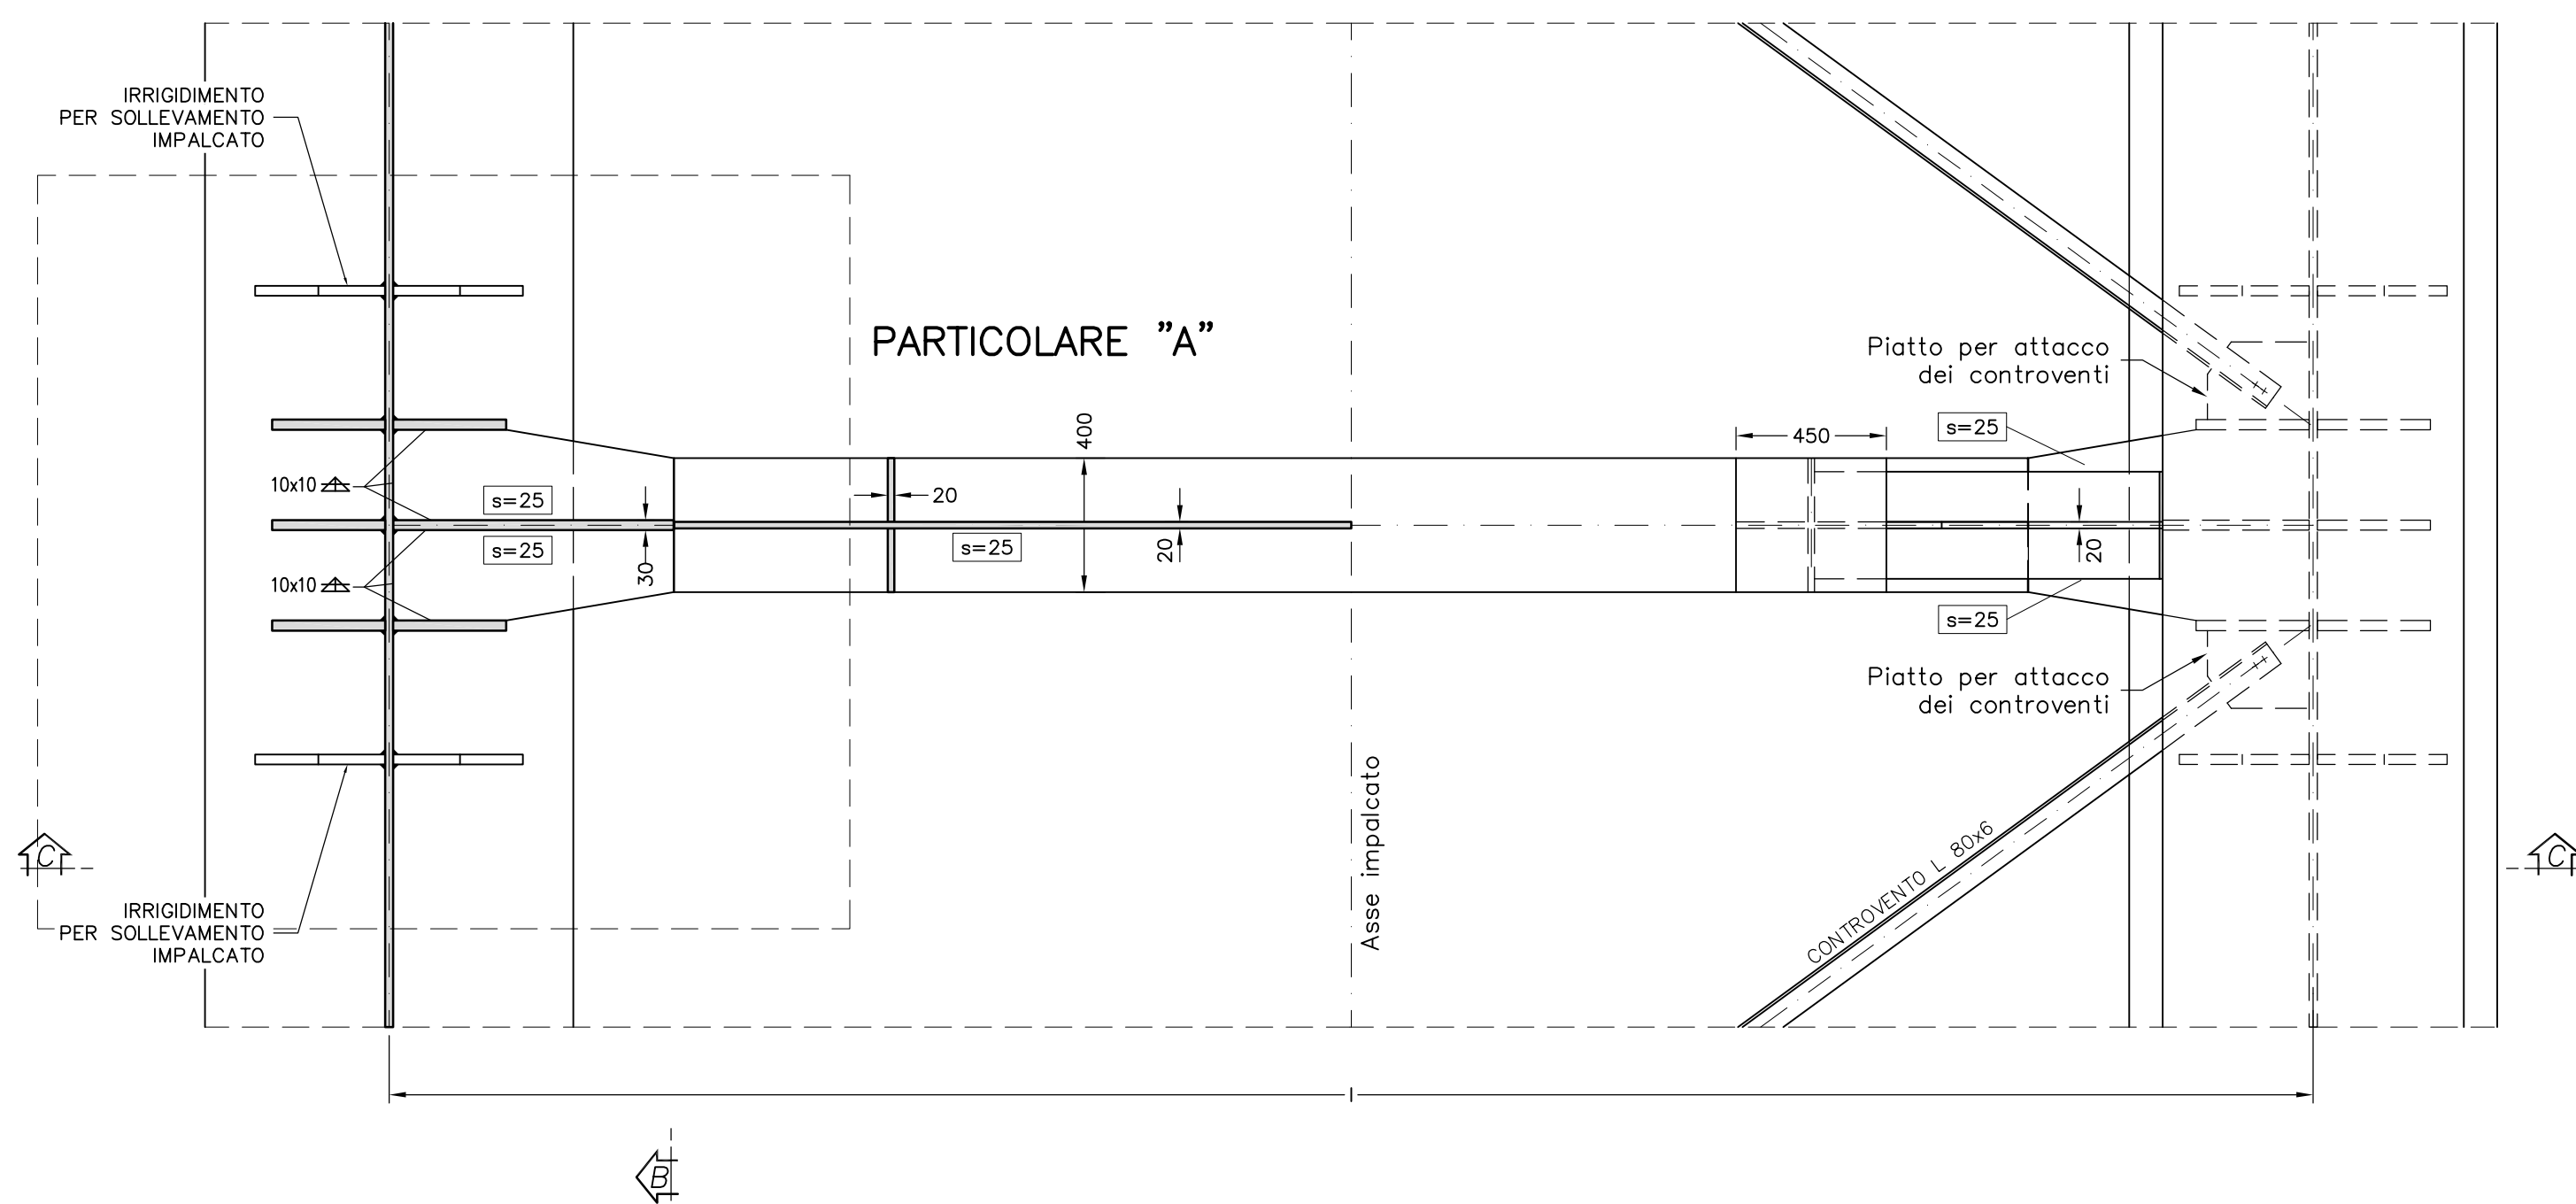 IRRIGIDIMENTO
PER SOLLEVAMENTO
IMPALCATO
PARTICOLARE "A"
Piatto per attacco
dei controventi
400
450
s=25
10x10
s=25
20
s=25
30
s=25
20
20
10x10
s=25
Piatto per attacco
dei controventi
Asse impalcato
CONTROVENTO L 80x6
C
C
IRRIGIDIMENTO
PER SOLLEVAMENTO
IMPALCATO
l
B